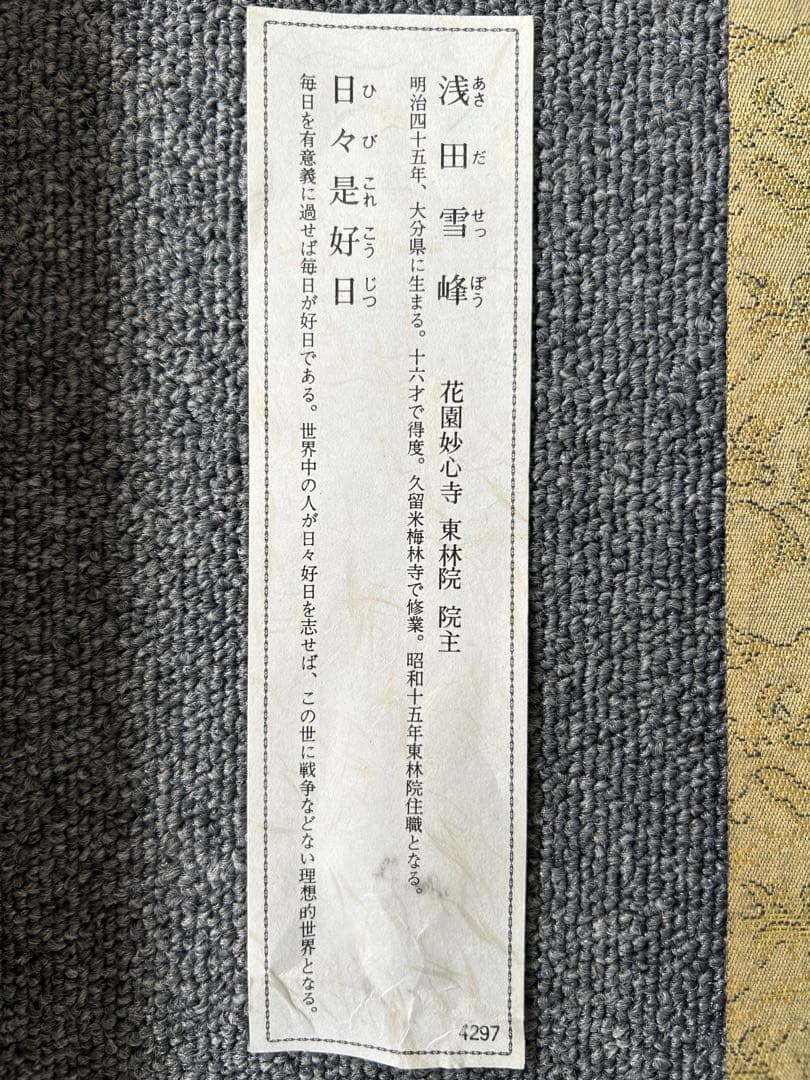 浅田雪峰 花園妙心寺 東林院 院主
あさ だ せっ ぽう
明治四十五年、大分県に生まる。十六才で得度。久留米梅林寺で修業。昭和十五年東林院住職となる。
日々是好日
ひ び これ こう じつ
毎日を有意義に過せば毎日が好日である。世界中の人が日々好日を志せば、この世に戦争などない理想的世界となる。
4297